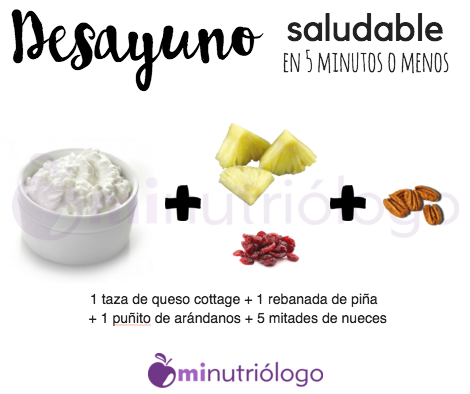 Desayuno saludable
EN 5 MINUTOS O MENOS
minutriólogo
1 taza de queso cottage + 1 rebanada de piña
+ 1 puñito de arándanos + 5 mitades de nueces
minutriólogo